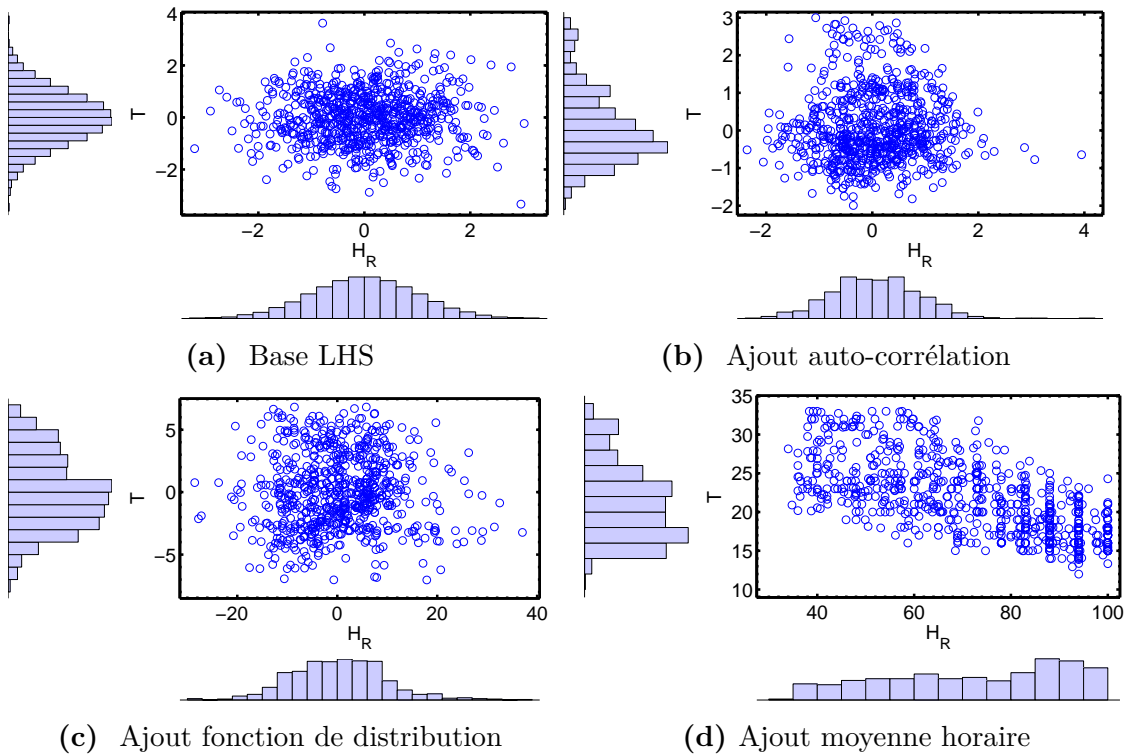 4
2
0
−2
T
−2
0
2
H_R
(a) Base LHS
3
2
1
0
−1
−2
T
−2
0
2
4
H_R
(b) Ajout auto-corrélation
5
0
−5
T
−20
0
20
40
H_R
(c) Ajout fonction de distribution
35
30
25
20
15
10
T
40
60
80
100
H_R
(d) Ajout moyenne horaire